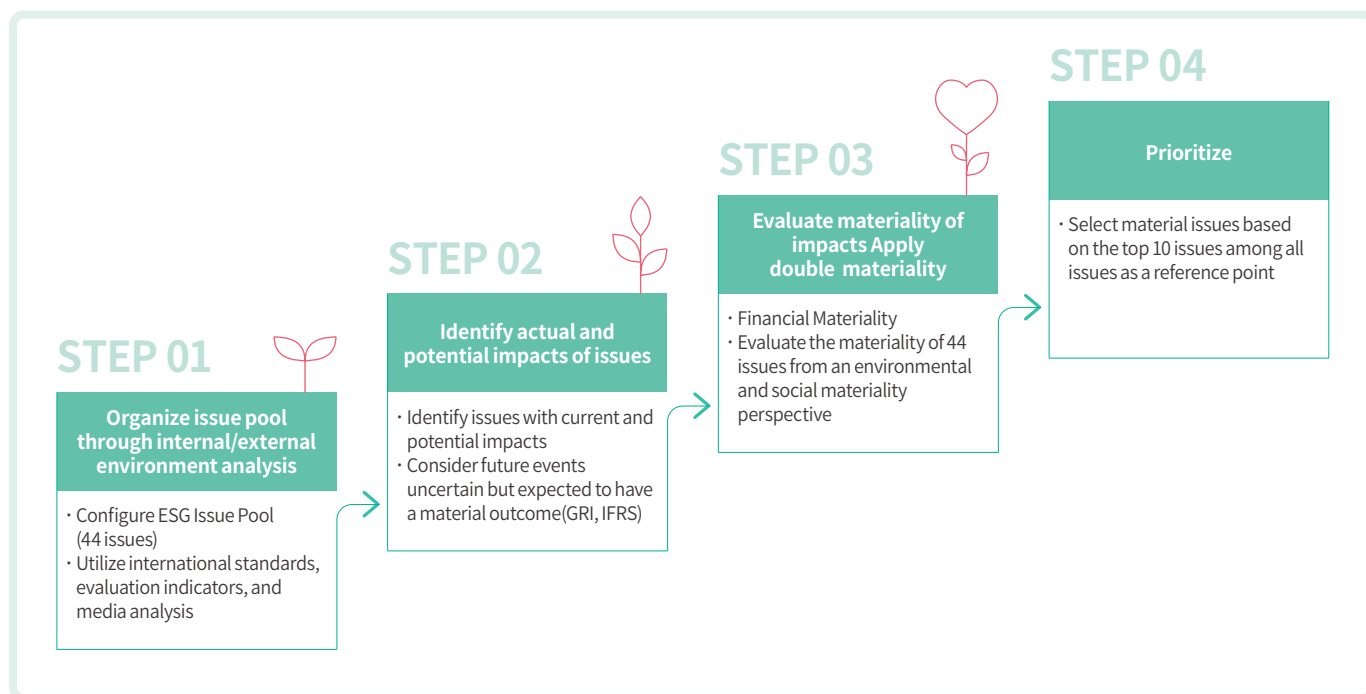 STEP 01
Organize issue pool
through internal/external
environment analysis
· Configure ESG Issue Pool
(44 issues)
· Utilize international standards,
evaluation indicators, and
media analysis
STEP 02
Identify actual and
potential impacts of issues
· Identify issues with current and
potential impacts
· Consider future events
uncertain but expected to have
a material outcome(GRI, IFRS)
STEP 03
Evaluate materiality of
impacts Apply
double materiality
· Financial Materiality
· Evaluate the materiality of 44
issues from an environmental
and social materiality
perspective
STEP 04
Prioritize
· Select material issues based
on the top 10 issues among all
issues as a reference point